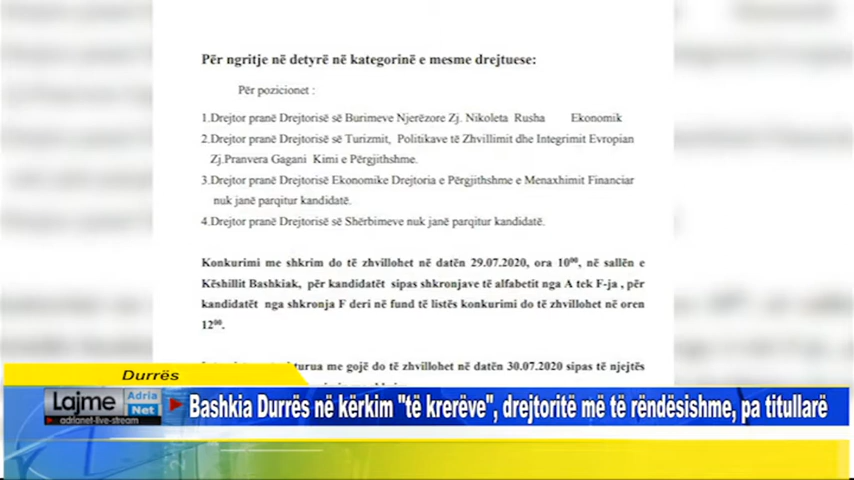 Për ngritje në detyrë në kategorinë e mesme drejtuese:
Për pozicionet :
1.Drejtor pranë Drejtorisë së Burimeve Njerëzore Zj. Nikoleta Rusha Ekonomik
2.Drejtor pranë Drejtorisë së Turizmit, Politikave të Zhvillimit dhe Integrimit Evropian
Zj.Pranvera Gagani Kimi e Përgjithshme.
3.Drejtor pranë Drejtorisë Ekonomike Drejtoria e Përgjithshme e Menaxhimit Financiar
nuk janë parqitur kandidatë.
4.Drejtor pranë Drejtorisë së Shërbimeve nuk janë parqitur kandidatë.
Konkurimi me shkrim do të zhvillohet në datën 29.07.2020, ora 10⁰⁰, në sallën e
Këshillit Bashkiak, për kandidatët sipas shkronjave të alfabetit nga A tek F-ja , për
kandidatët nga shkronja F deri në fund të listës konkurimi do të zhvillohet në oren
12⁰⁰.
me gojë do të zhvillohet në datën 30.07.2020 sipas të njejtës
Durrës
Lajme Adria Net
adrianet-live-stream
Bashkia Durrës në kërkim "të krerëve", drejtoritë më të rëndësishme, pa titullarë